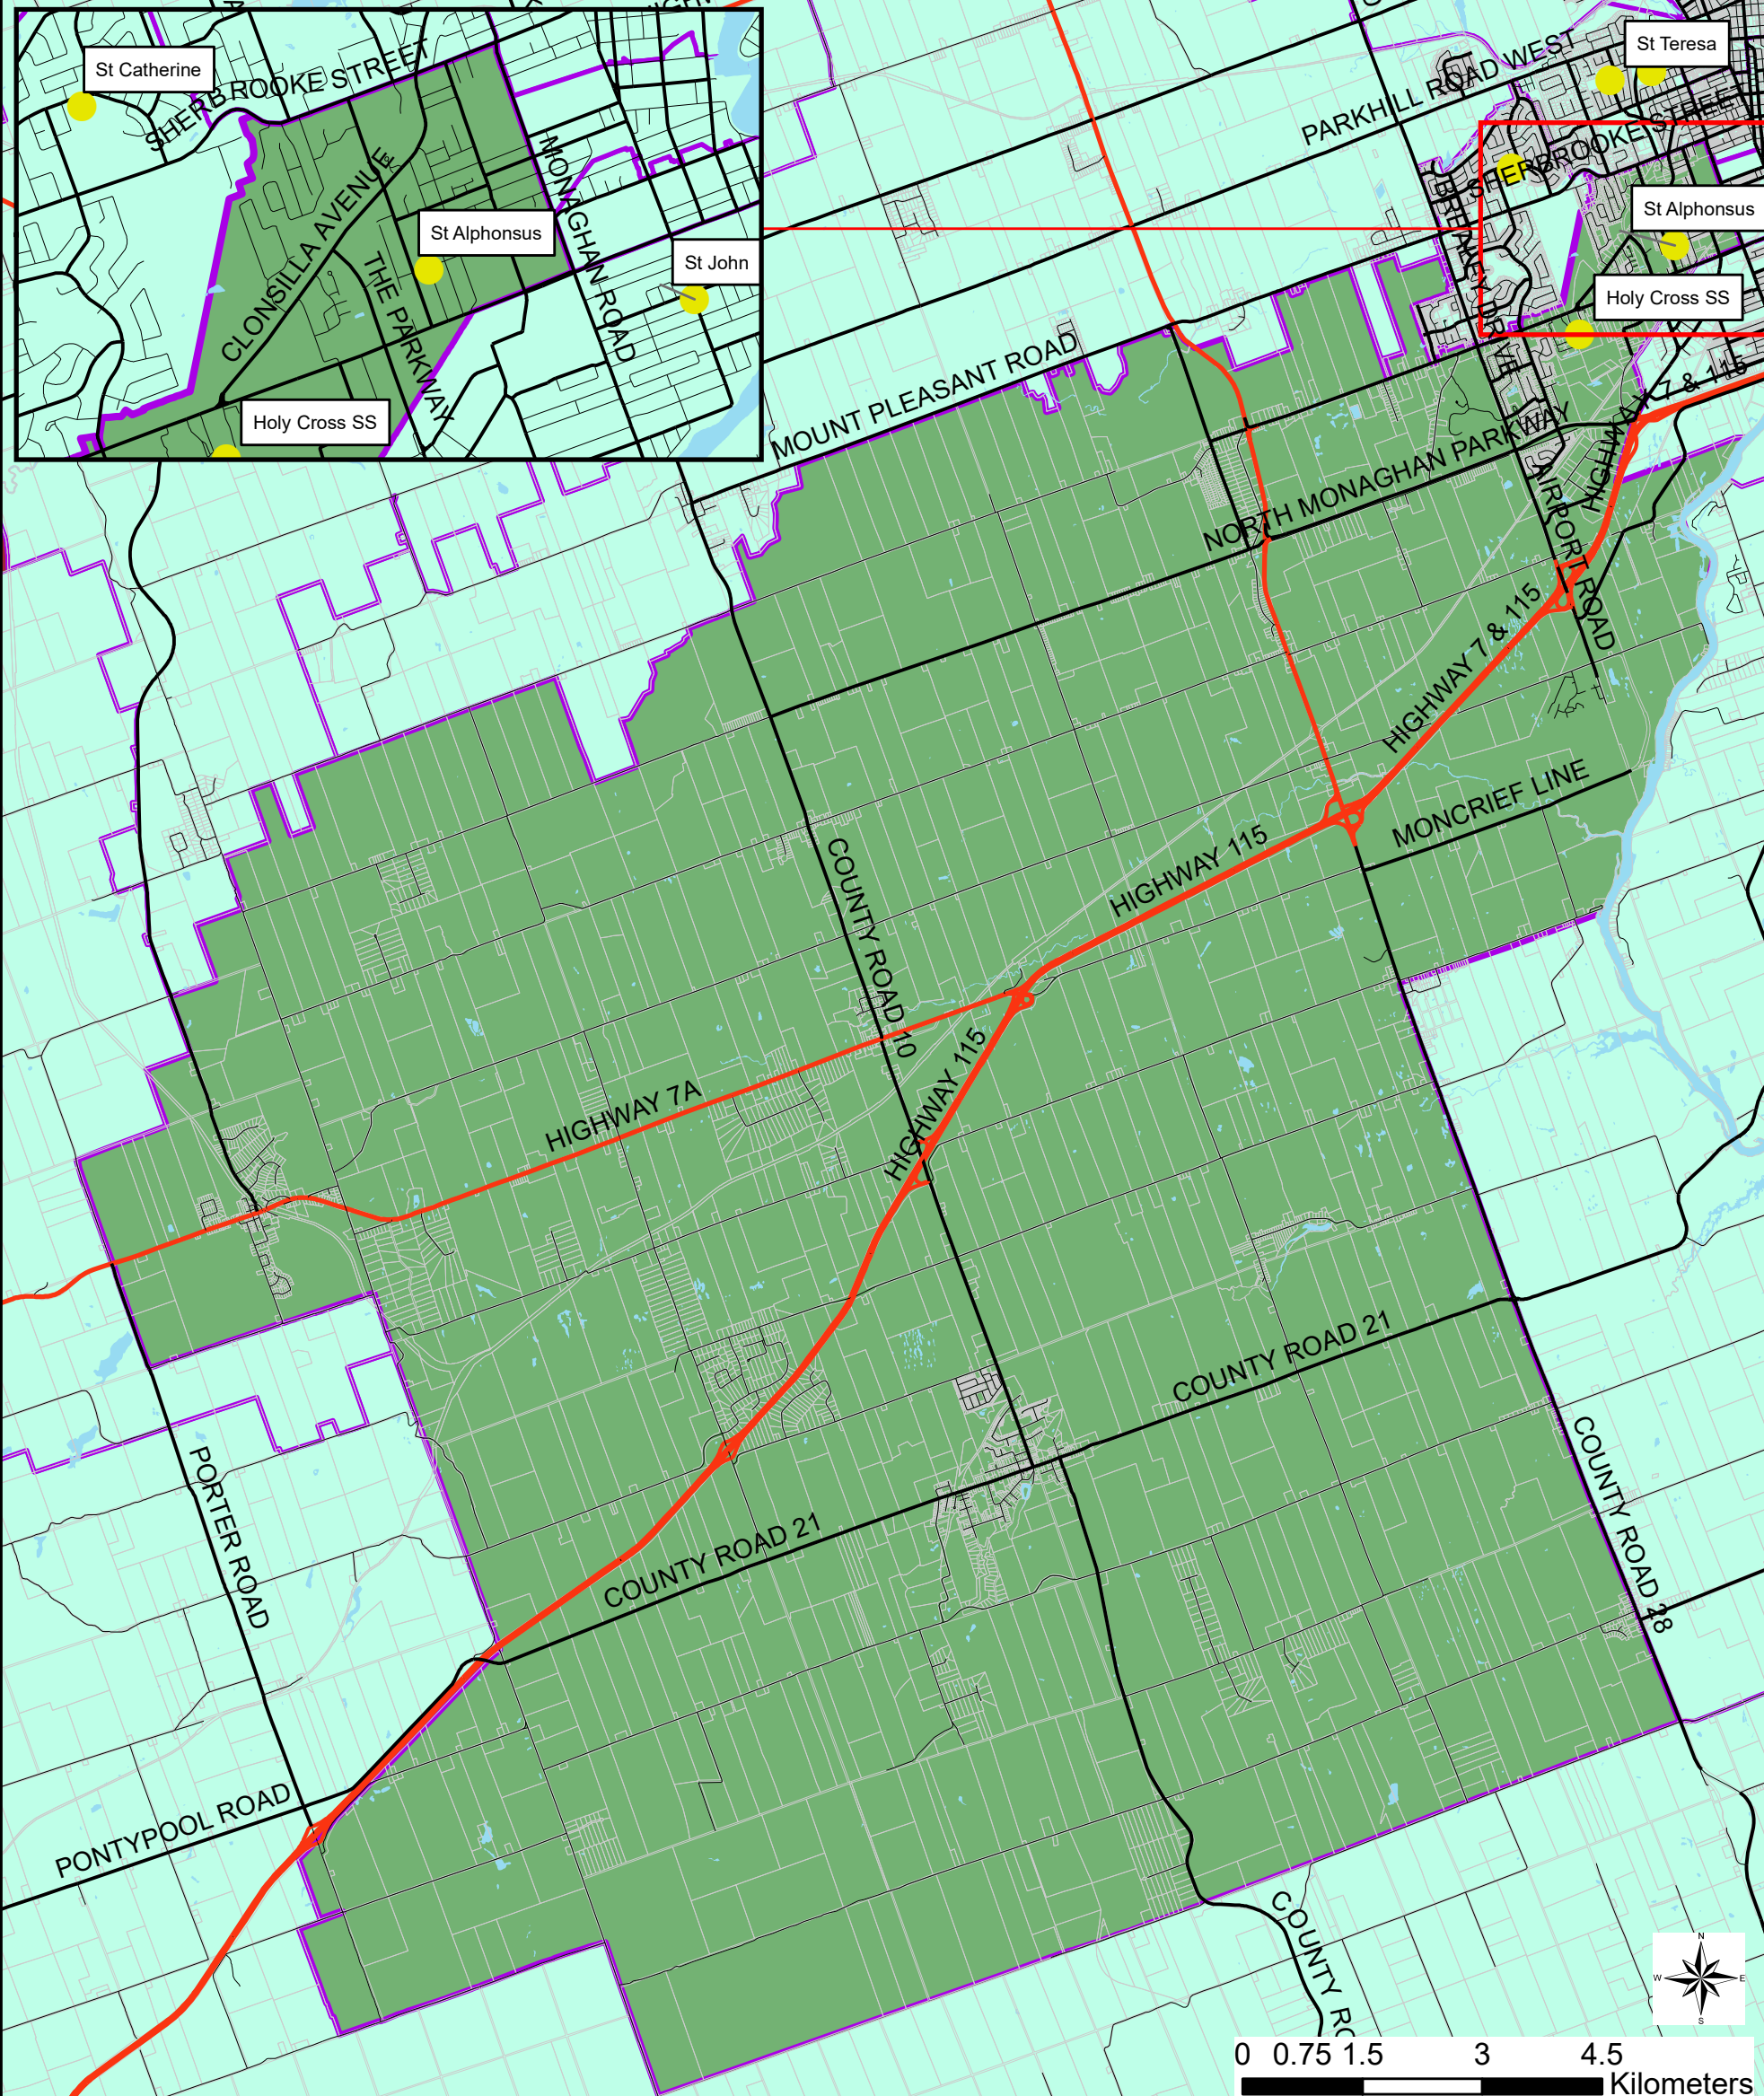 St Catherine
SHERBROOKE STREET
CLONSILLA AVENUE
MONAGHAN ROAD
St Alphonsus
St John
THE PARKWAY
Holy Cross SS
St Teresa
PARKHILL ROAD WEST
SHERBROOKE STREET
St Alphonsus
BREALEY DRIVE
Holy Cross SS
MOUNT PLEASANT ROAD
HIGHWAY 7 & 115
NORTH MONAGHAN PARKWAY
AIRPORT ROAD
HIGHWAY 7 & 115
MONCRIEF LINE
COUNTY ROAD 10
HIGHWAY 115
HIGHWAY 115
HIGHWAY 7A
COUNTY ROAD 21
COUNTY ROAD 28
PORTER ROAD
COUNTY ROAD 21
PONTYPOOL ROAD
COUNTY RO
N
W E
S
0 0.75 1.5 3 4.5
Kilometers